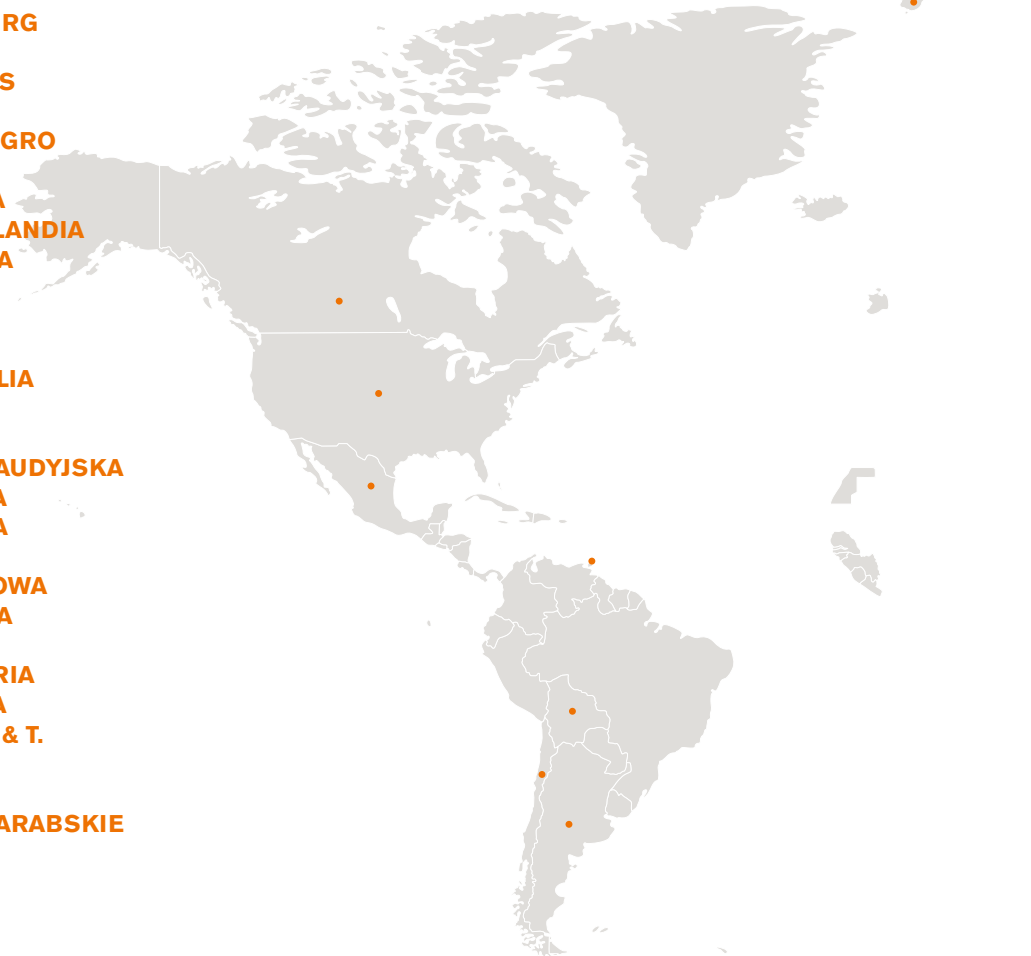 RG
S
GRO
A
LANDIA
A
LIA
AUDYJSKA
A
A
OWA
A
RIA
A
& T.
ARABSKIE